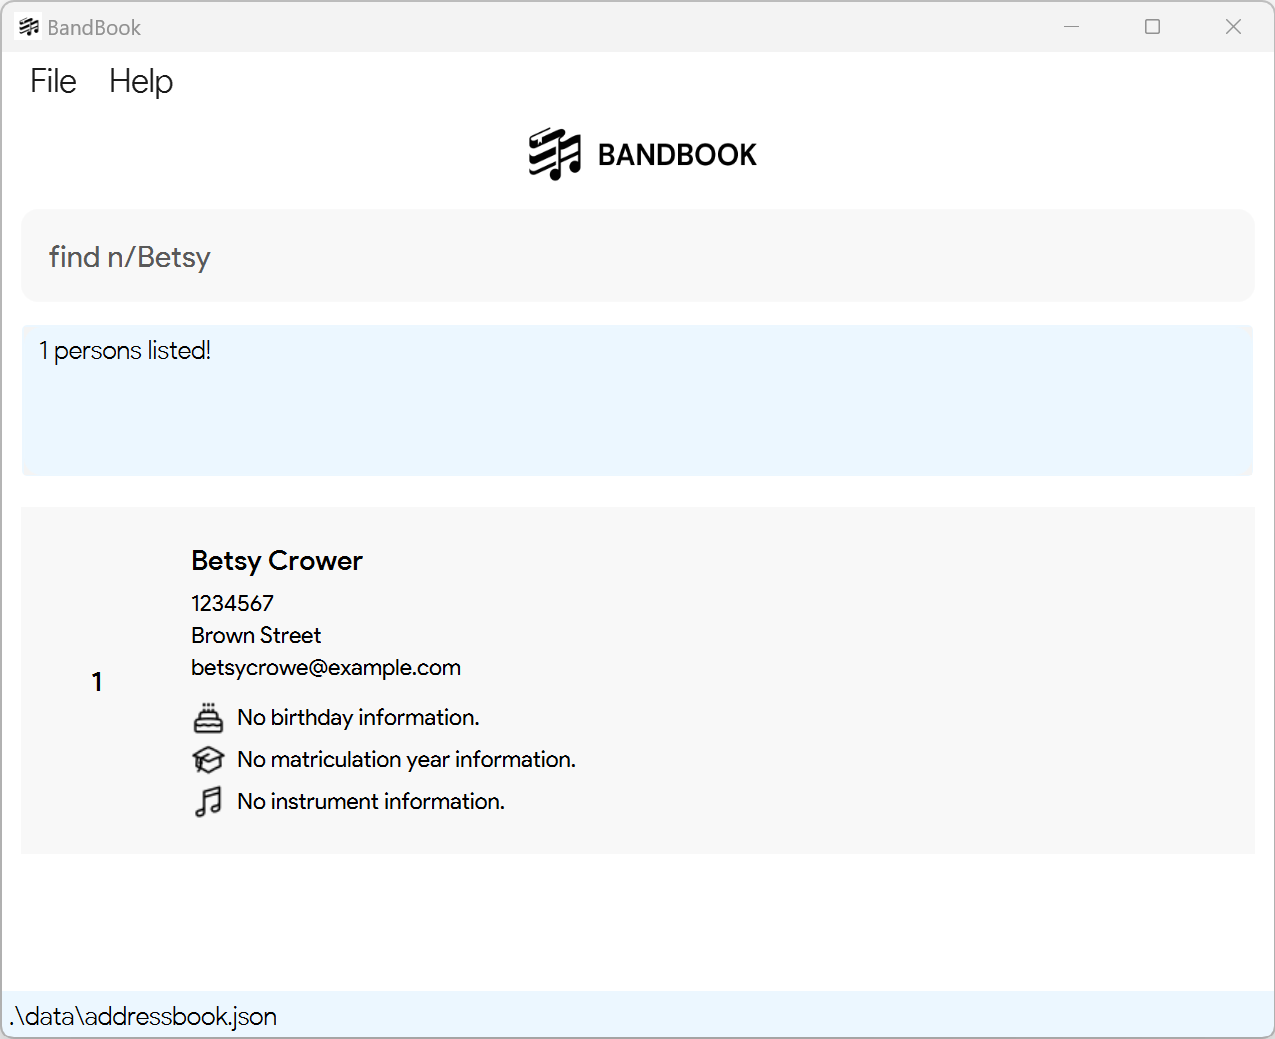 BandBook
File Help
BANDBOOK
find n/Betsy
1 persons listed!
Betsy Crower
1234567
Brown Street
betsycrowe@example.com
1
No birthday information.
No matriculation year information.
No instrument information.
.\data\addressbook.json